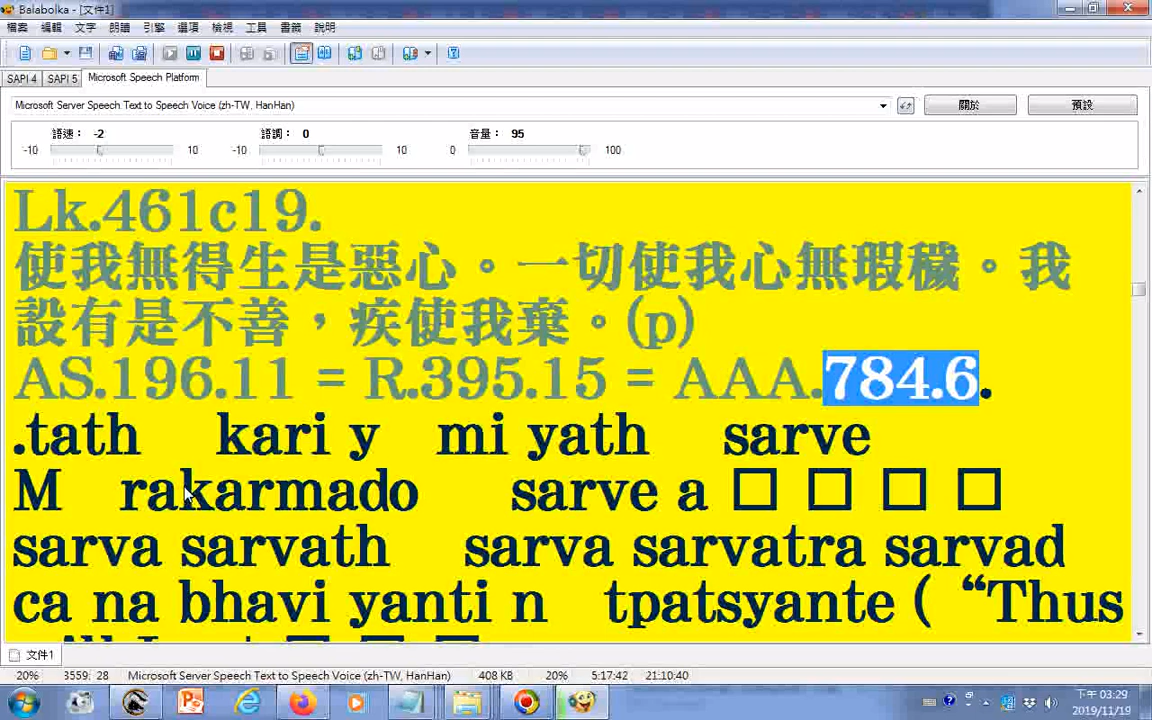 Balabolka - [文件1]
檔案 編輯 文字 朗讀 引擎 選項 檢視 工具 書籤 說明
SAPI 4 SAPI 5 Microsoft Speech Platform
Microsoft Server Speech Text to Speech Voice (zh-TW, HanHan) 關於 預設
語速： -2 語調： 0 音量： 95
-10 10 -10 10 0 100
Lk.461c19.
使我無得生是惡心。一切使我心無瑕穢。我
設有是不善，疾使我棄。(p)
AS.196.11 = R.395.15 = AAA.784.6.
.tath kari y mi yath sarve
M rakarmado sarve a □ □ □ □
sarva sarvath sarva sarvatra sarvad
ca na bhavi yanti n tpatsyante ( “Thus
文件1
20% 3559: 28 Microsoft Server Speech Text to Speech Voice (zh-TW, HanHan) 408 KB 20% 5:17:42 21:10:40
下午 03:29
2019/11/19